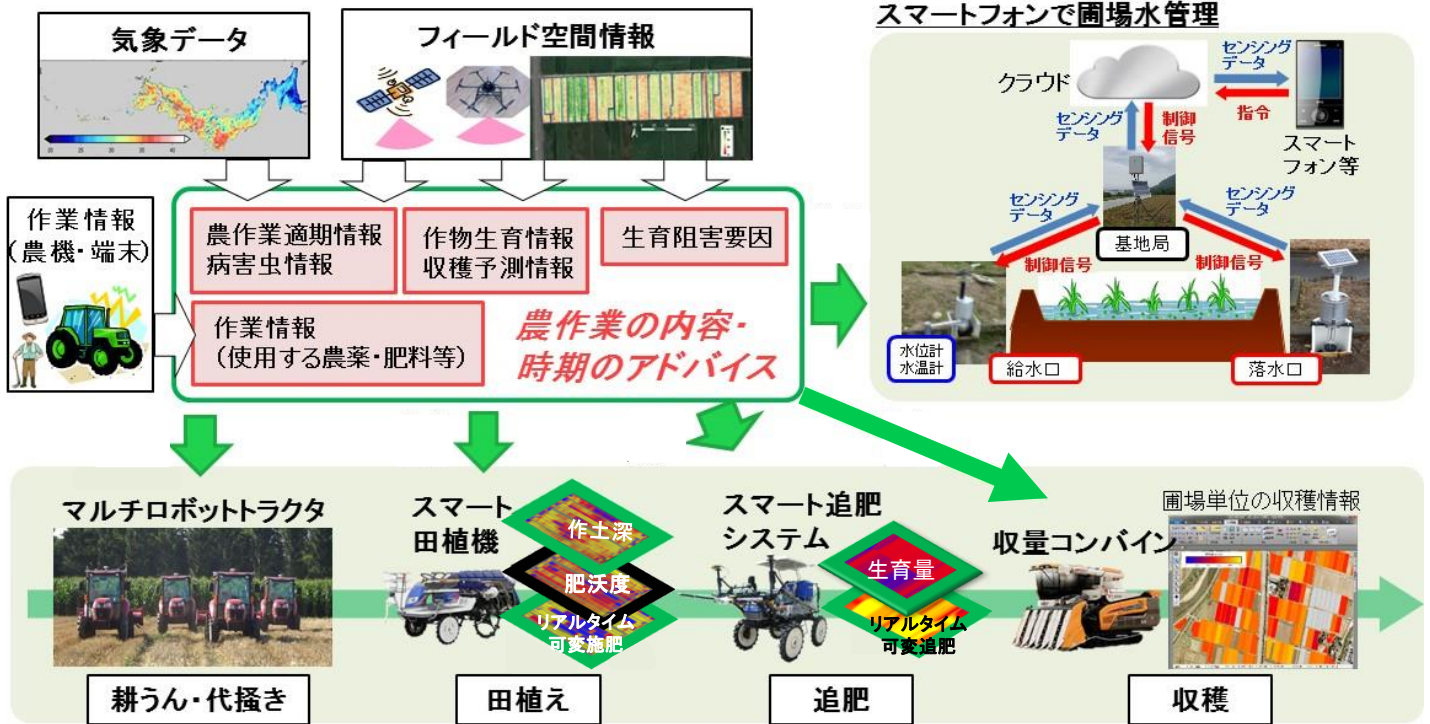 気象データ
20 25 30 35 40
フィールド空間情報
作業情報
(農機・端末)
農作業適期情報
病害虫情報
作物生育情報
収穫予測情報
生育阻害要因
作業情報
(使用する農薬・肥料等)
農作業の内容・
時期のアドバイス
スマートフォンで圃場水管理
クラウド
センシング
データ
指令
スマート
フォン等
センシング
データ
制御
信号
センシング
データ
センシング
データ
基地局
制御信号
制御信号
水位計
水温計
給水口
落水口
マルチロボットトラクタ
耕うん・代掻き
スマート
田植機
作土深
肥沃度
リアルタイム
可変施肥
田植え
スマート追肥
システム
生育量
リアルタイム
可変追肥
追肥
収量コンバイン
圃場単位の収穫情報
収穫